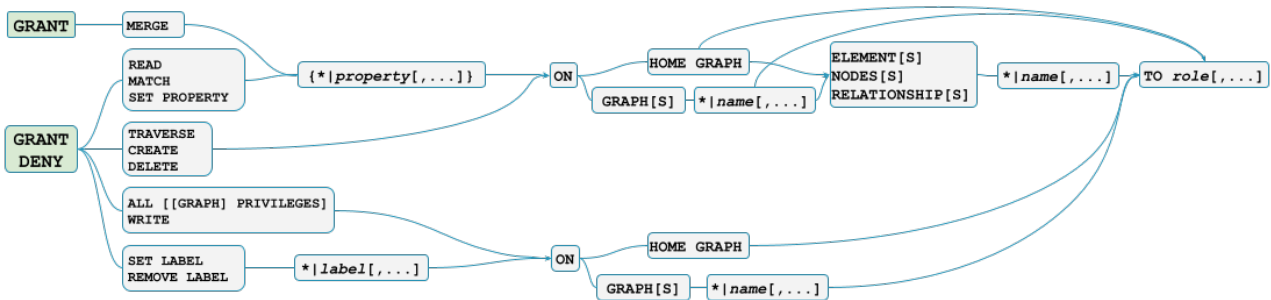 GRANT
MERGE
READ
MATCH
SET PROPERTY
{*|property[,...]}
ON
HOME GRAPH
GRAPH[S]
*|name[,...]
ELEMENT[S]
NODES[S]
RELATIONSHIP[S]
*|name[,...]
TO role[,...]
GRANT
DENY
TRAVERSE
CREATE
DELETE
ALL [[GRAPH] PRIVILEGES]
WRITE
SET LABEL
REMOVE LABEL
*|label[,...]
ON
HOME GRAPH
GRAPH[S]
*|name[,...]